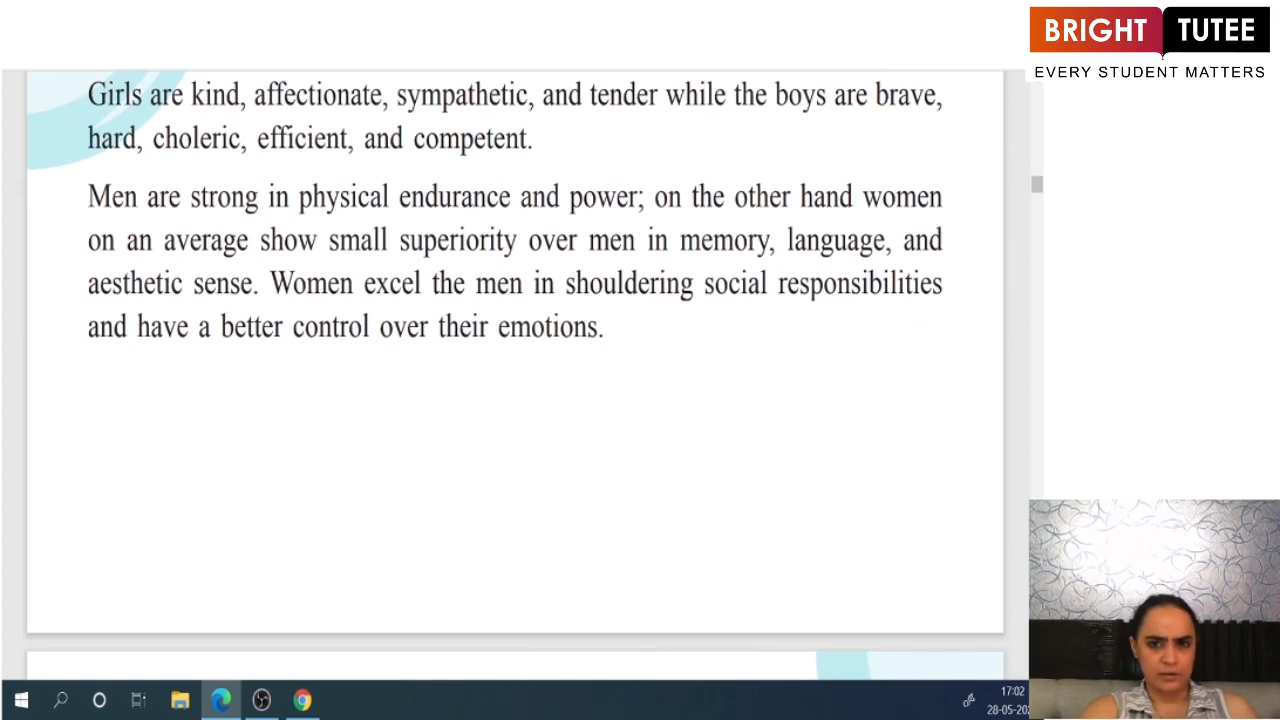 BRIGHT TUTEE
EVERY STUDENT MATTERS
Girls are kind, affectionate, sympathetic, and tender while the boys are brave,
hard, choleric, efficient, and competent.
Men are strong in physical endurance and power; on the other hand women
on an average show small superiority over men in memory, language, and
aesthetic sense. Women excel the men in shouldering social responsibilities
and have a better control over their emotions.
17:02
28-05-20